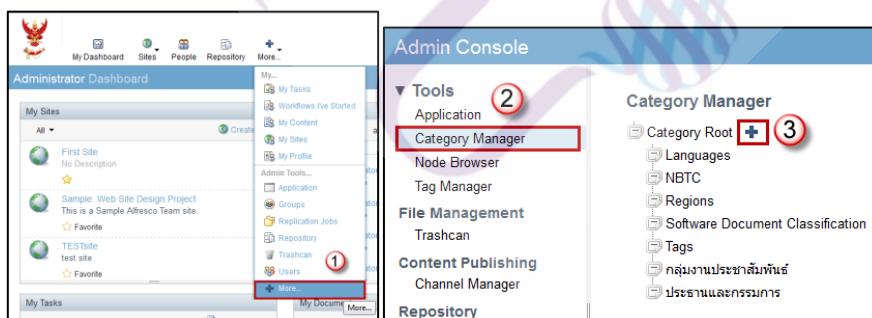 My Dashboard Sites People Repository More...
Administrator Dashboard
My Sites
All
Create
First Site
No Description
Sample: Web Site Design Project
This is a Sample Alfresco Team site.
Favorite
TESTsite
test site
Favorite
My Tasks
My...
My Tasks
Workflows I've Started
My Content
My Sites
My Profile
Admin Tools...
Application
Groups
Replication Jobs
Repository
Trashcan
1
Users
More...
More...
Admin Console
Tools
2
Application
Category Manager
Node Browser
Tag Manager
File Management
Trashcan
Content Publishing
Channel Manager
Repository
Category Manager
Category Root 3
Languages
NBTC
Regions
Software Document Classification
Tags
กลุ่มงานประชาสัมพันธ์
ประธานและกรรมการ